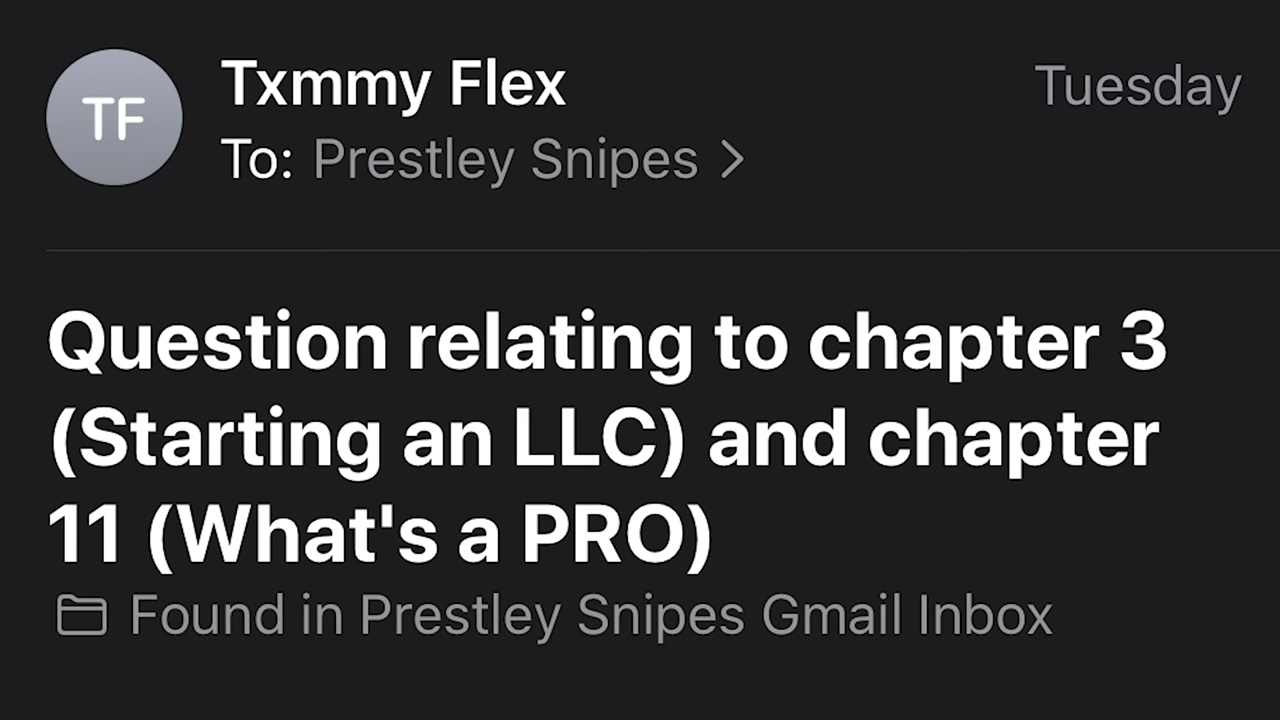 TF
Txmmy Flex
Tuesday
To: Prestley Snipes >
Question relating to chapter 3
(Starting an LLC) and chapter
11 (What's a PRO)
Found in Prestley Snipes Gmail Inbox